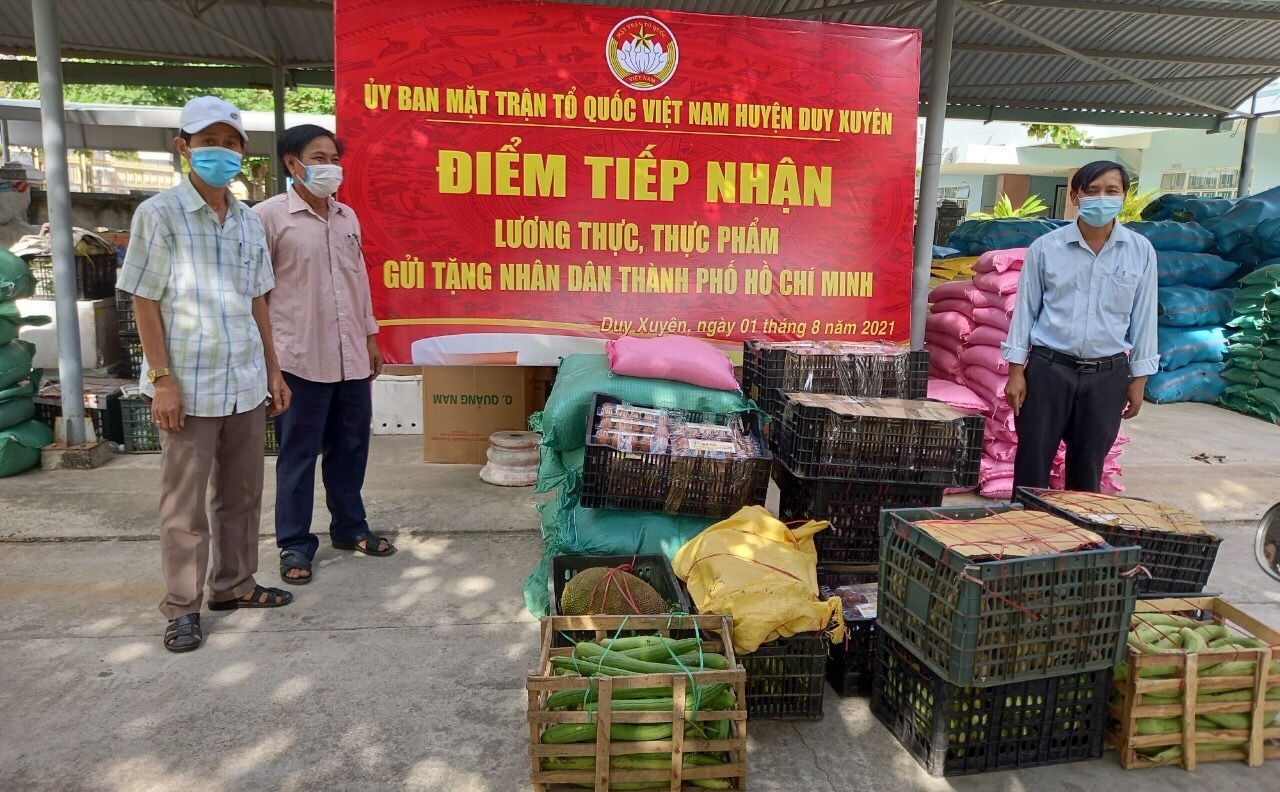 MẶT TRẬN TỔ QUỐC
VIỆT NAM
ỦY BAN MẶT TRẬN TỔ QUỐC VIỆT NAM HUYỆN DUY XUYÊN
ĐIỂM TIẾP NHẬN
LƯƠNG THỰC, THỰC PHẨM
GỬI TẶNG NHÂN DÂN THÀNH PHỐ HỒ CHÍ MINH
Duy Xuyên, ngày 01 tháng 8 năm 2021
Q. QUANG NAM